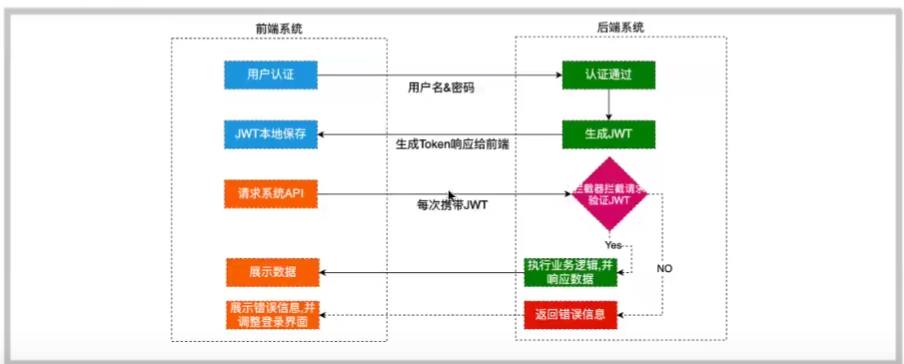 前端系统
后端系统
用户认证
用户名&密码
认证通过
JWT本地保存
生成Token响应给前端
生成JWT
请求系统API
每次携带JWT
拦截器拦截请求
验证JWT
Yes
NO
展示数据
执行业务逻辑,并
响应数据
展示错误信息,并
调整登录界面
返回错误信息